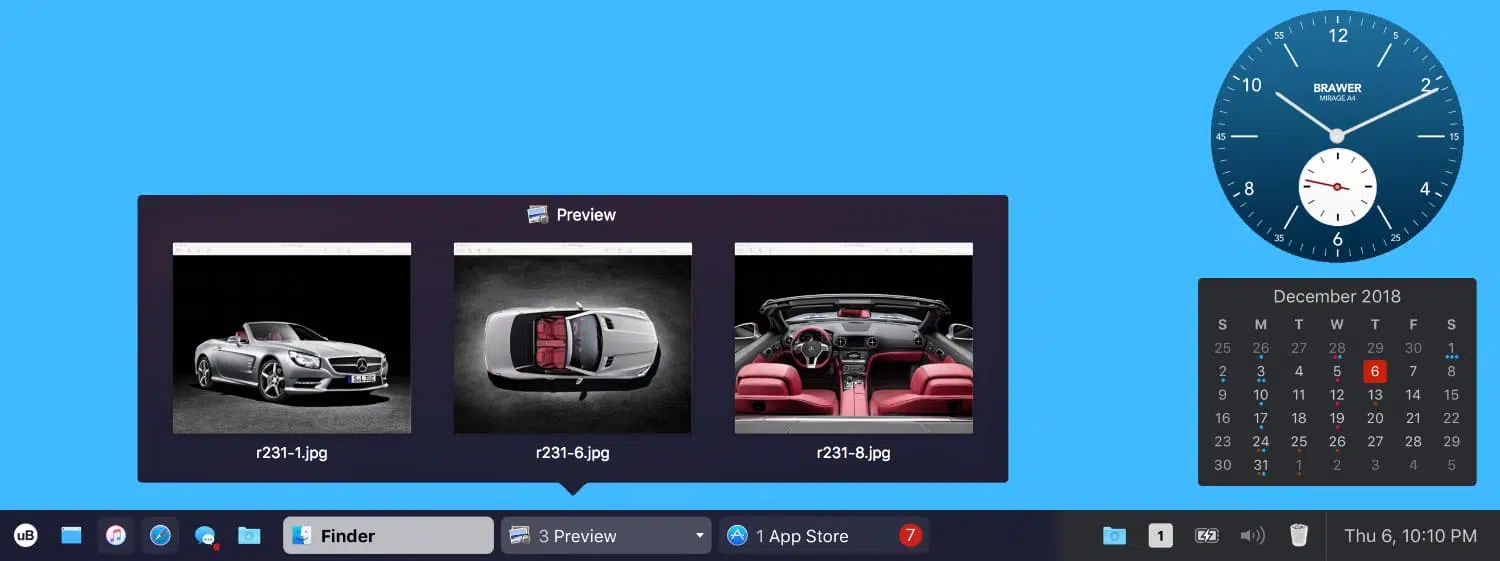 Preview
r231-1.jpg
r231-6.jpg
r231-8.jpg
55
12
5
10
2
BRAWER
MIRAGE A4
45
15
8
4
35
6
25
December 2018
S M T W T F S
25 26 27 28 29 30 1
2 3 4 5 6 7 8
9 10 11 12 13 14 15
16 17 18 19 20 21 22
23 24 25 26 27 28 29
30 31 1 2 3 4 5
uB
Finder
3 Preview
1 App Store
7
1
Thu 6, 10:10 PM